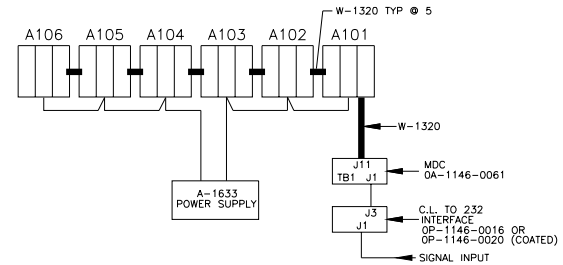 W-1320 TYP @ 5
A106 A105 A104 A103 A102 A101
W-1320
J11
TB1 J1
MDC
0A-1146-0061
A-1633
POWER SUPPLY
J3
J1
C.L. TO 232
INTERFACE
0P-1146-0016 OR
0P-1146-0020 (COATED)
SIGNAL INPUT